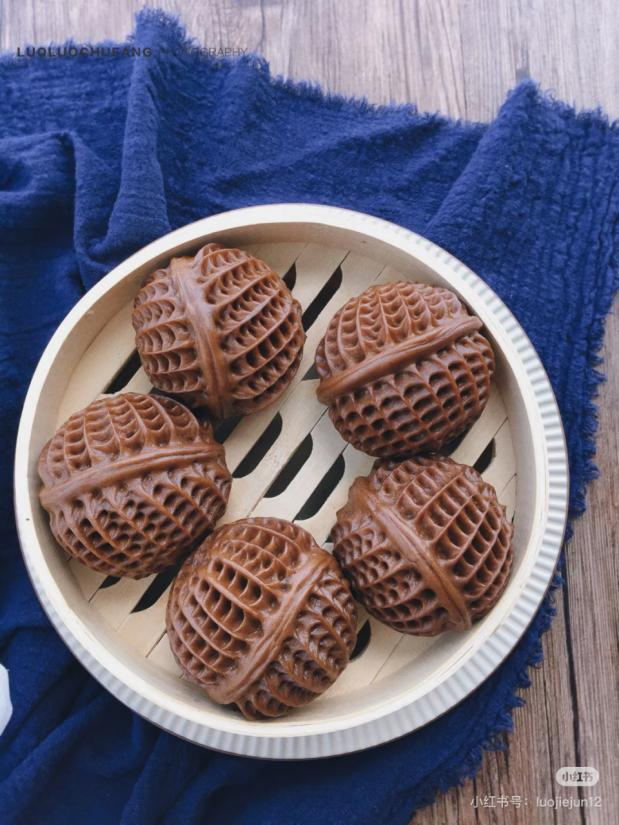 LUOLUOCHUFANG PHOTOGRAPHY
小红书
小红书号：luojiejun12